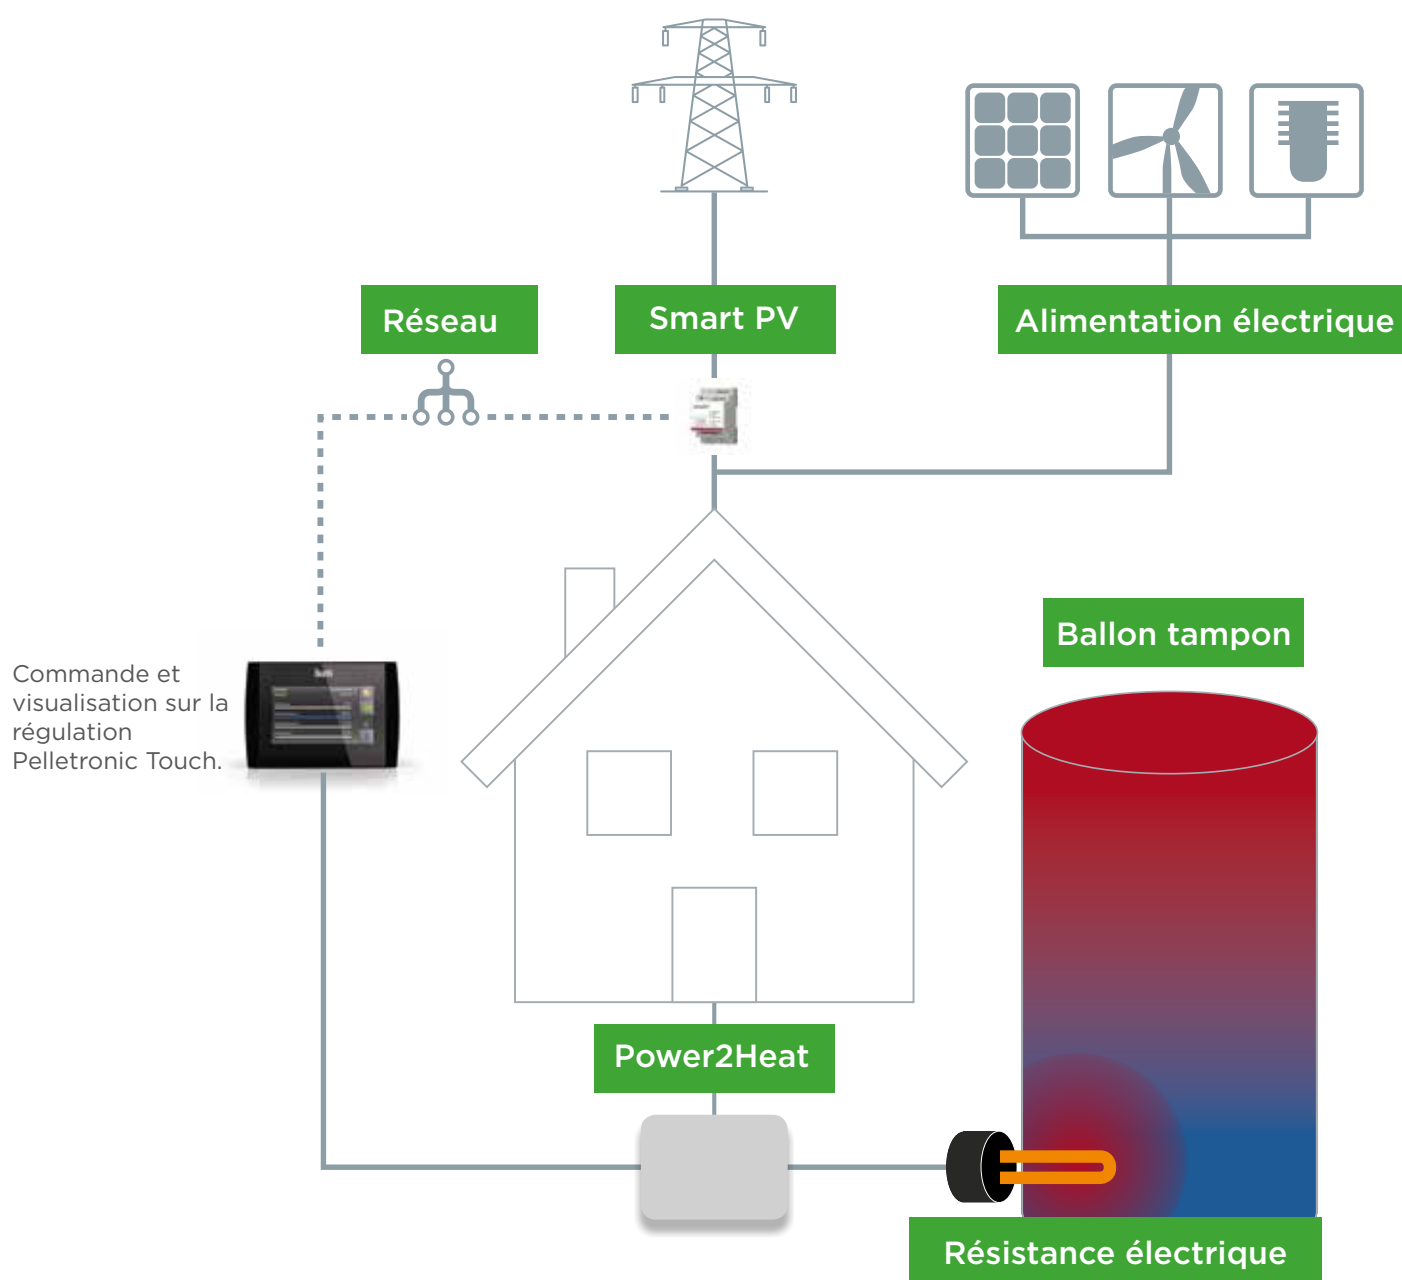 Réseau
Smart PV
Alimentation électrique
Ballon tampon
Commande et
visualisation sur la
régulation
Pelletronic Touch.
Power2Heat
Résistance électrique